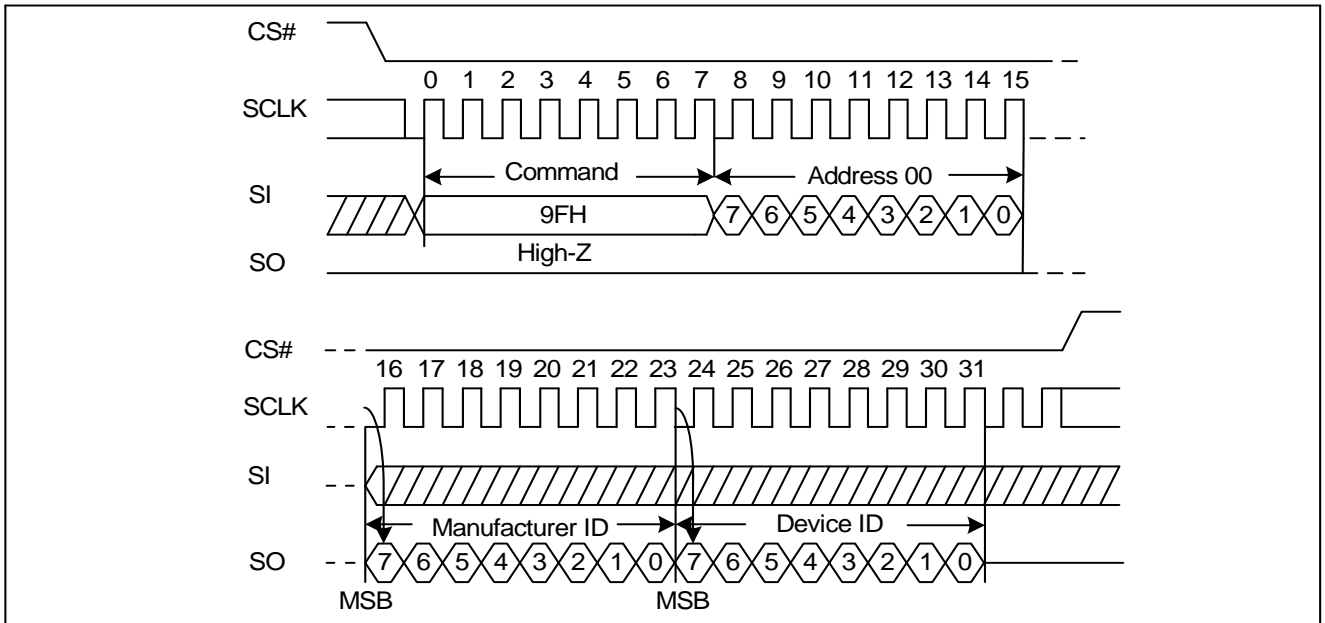 CS#
0 1 2 3 4 5 6 7 8 9 10 11 12 13 14 15
SCLK
Command Address 00
SI
9FH 7 6 5 4 3 2 1 0
High-Z
SO
CS#
16 17 18 19 20 21 22 23 24 25 26 27 28 29 30 31
SCLK
SI
Manufacturer ID Device ID
SO 7 6 5 4 3 2 1 0 7 6 5 4 3 2 1 0
MSB MSB